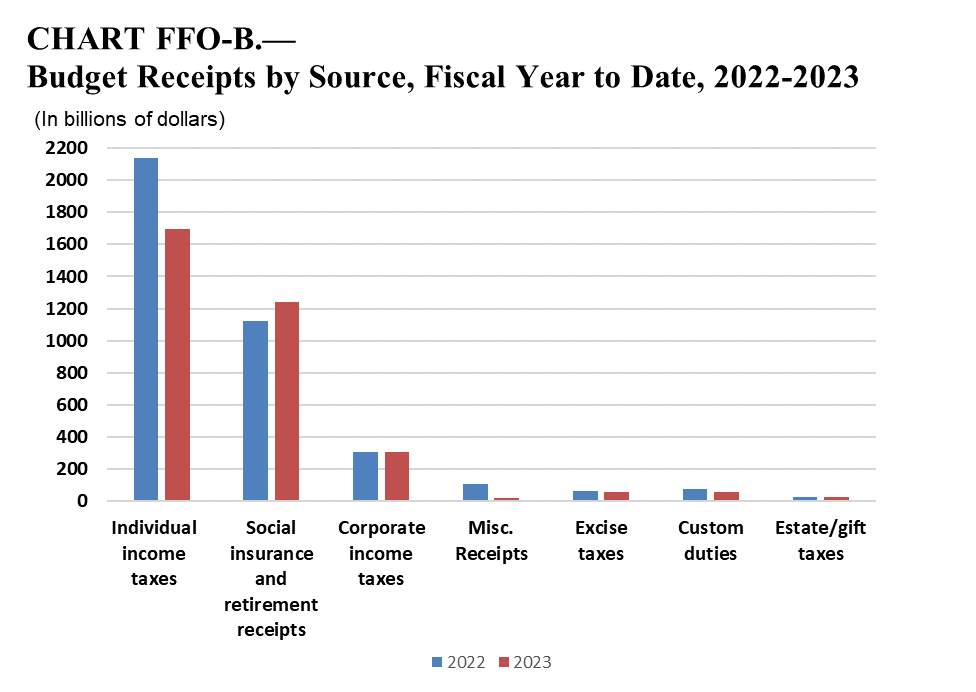 CHART FFO-B.—
Budget Receipts by Source, Fiscal Year to Date, 2022-2023
(In billions of dollars)
2200
2000
1800
1600
1400
1200
1000
800
600
400
200
0
Individual
income
taxes
Social
insurance
and
retirement
receipts
Corporate
income
taxes
Misc.
Receipts
Excise
taxes
Custom
duties
Estate/gift
taxes
2022 2023